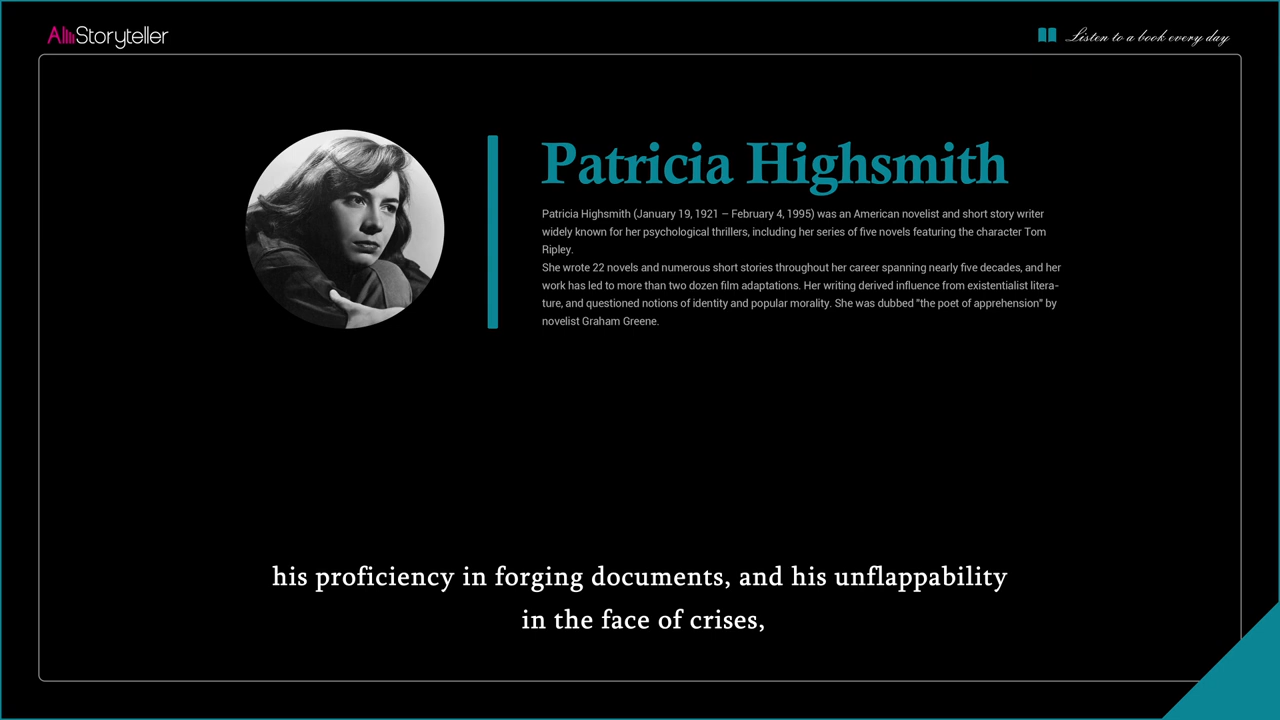 AllStoryteller
Listen to a book every day
Patricia Highsmith
Patricia Highsmith (January 19, 1921 – February 4, 1995) was an American novelist and short story writer
widely known for her psychological thrillers, including her series of five novels featuring the character Tom
Ripley.
She wrote 22 novels and numerous short stories throughout her career spanning nearly five decades, and her
work has led to more than two dozen film adaptations. Her writing derived influence from existentialist litera-
ture, and questioned notions of identity and popular morality. She was dubbed "the poet of apprehension" by
novelist Graham Greene.
his proficiency in forging documents, and his unflappability
in the face of crises,